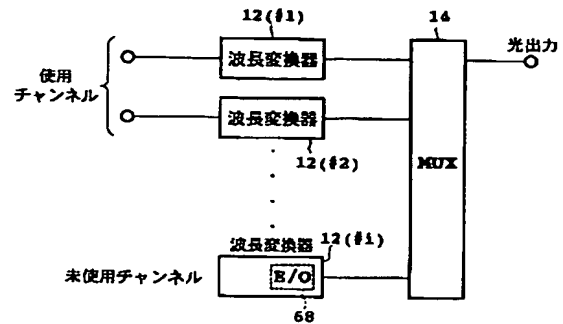 12(#1)
14
光出力
使用
チャンネル
波長変換器
波長変換器
12(#2)
MUX
波長変換器
12(#i)
未使用チャンネル
E/O
68